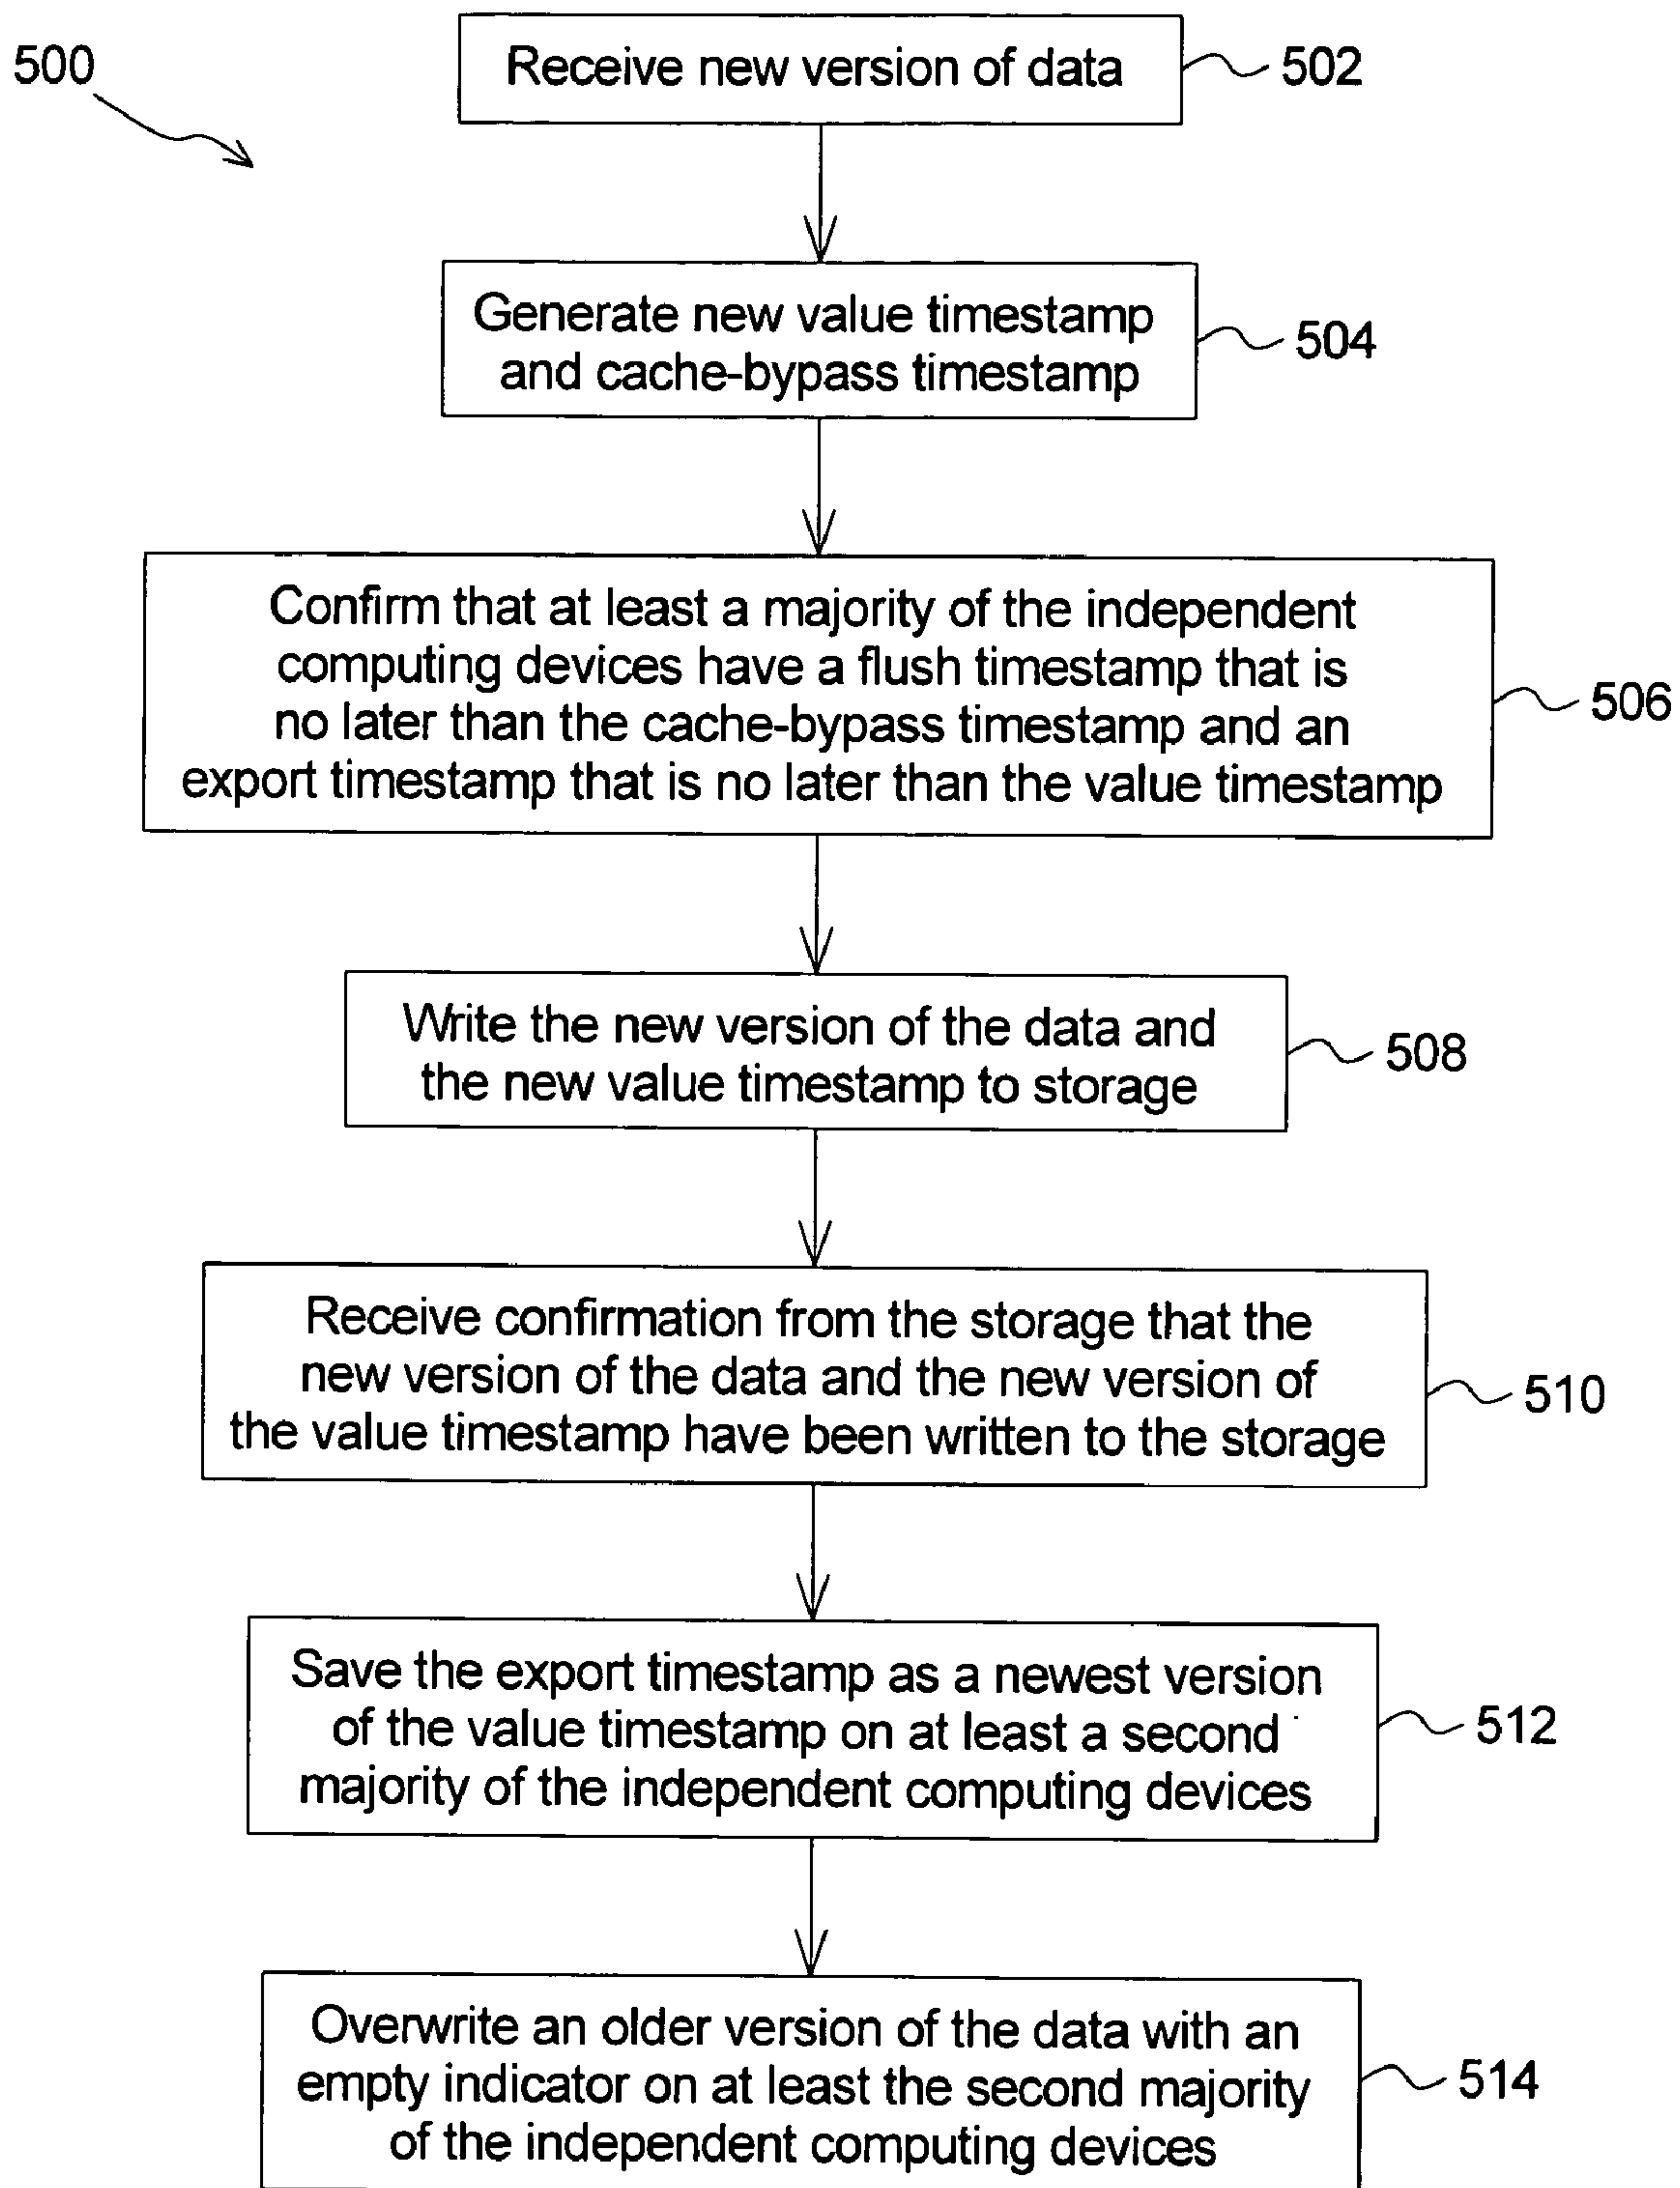 500
Receive new version of data
502
Generate new value timestamp
and cache-bypass timestamp
504
Confirm that at least a majority of the independent
computing devices have a flush timestamp that is
no later than the cache-bypass timestamp and an
export timestamp that is no later than the value timestamp
506
Write the new version of the data and
the new value timestamp to storage
508
Receive confirmation from the storage that the
new version of the data and the new version of
the value timestamp have been written to the storage
510
Save the export timestamp as a newest version
of the value timestamp on at least a second
majority of the independent computing devices
512
Overwrite an older version of the data with an
empty indicator on at least the second majority
of the independent computing devices
514